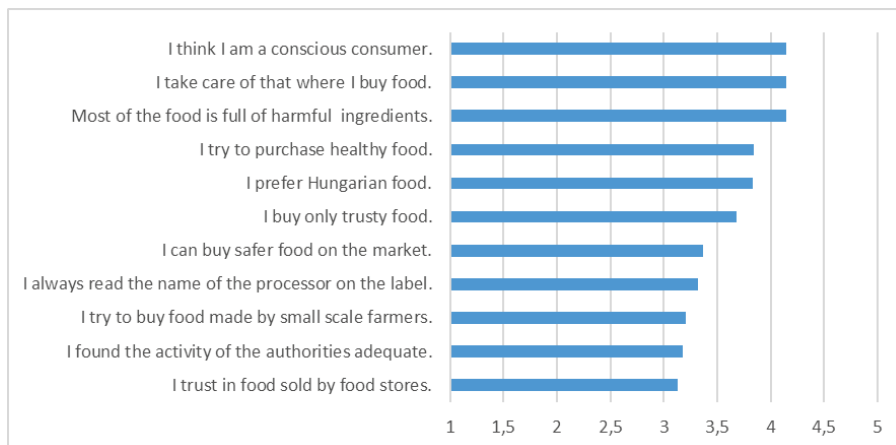 I think I am a conscious consumer.
I take care of that where I buy food.
Most of the food is full of harmful ingredients.
I try to purchase healthy food.
I prefer Hungarian food.
I buy only trusty food.
I can buy safer food on the market.
I always read the name of the processor on the label.
I try to buy food made by small scale farmers.
I found the activity of the authorities adequate.
I trust in food sold by food stores.
1 1,5 2 2,5 3 3,5 4 4,5 5